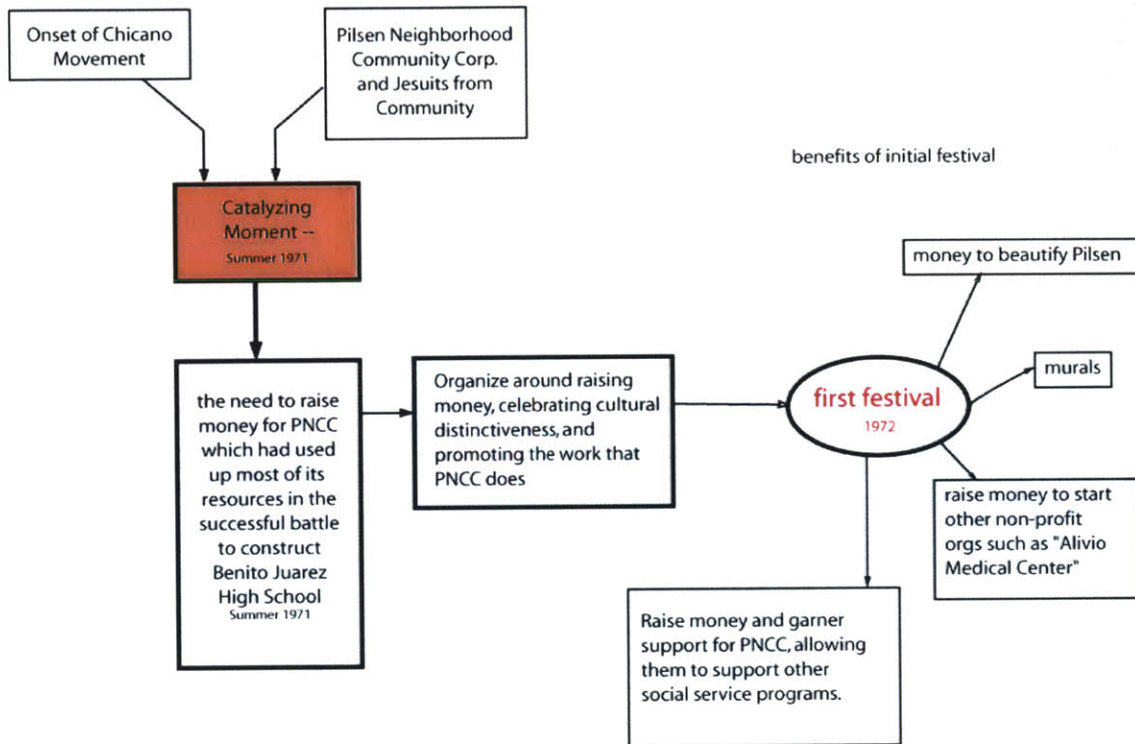 Onset of Chicano
Movement
Pilsen Neighborhood
Community Corp.
and Jesuits from
Community
benefits of initial festival
Catalyzing
Moment --
Summer 1971
money to beautify Pilsen
the need to raise
money for PNCC
which had used
up most of its
resources in the
successful battle
to construct
Benito Juarez
High School
Summer 1971
Organize around raising
money, celebrating cultural
distinctiveness, and
promoting the work that
PNCC does
first festival
1972
murals
raise money to start
other non-profit
orgs such as "Alivio
Medical Center"
Raise money and garner
support for PNCC, allowing
them to support other
social service programs.